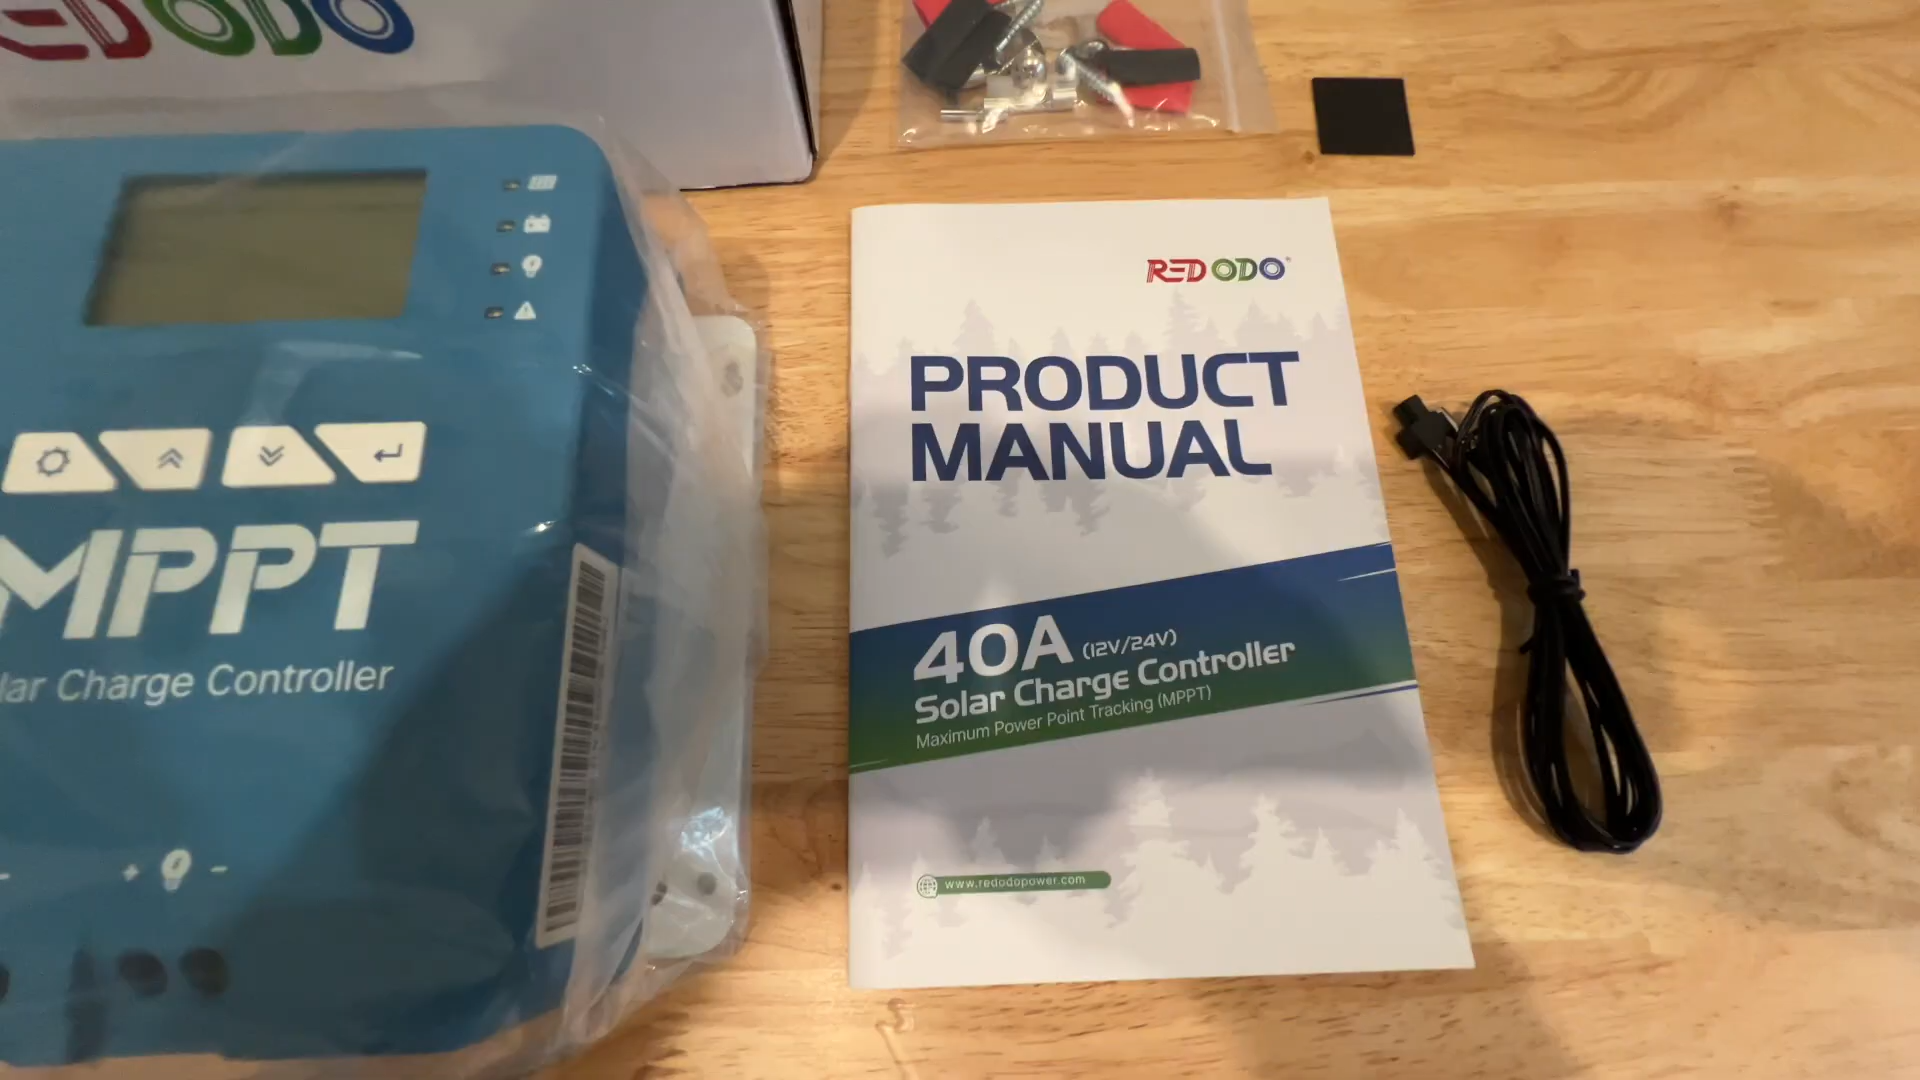 REDODO
MPPT
lar Charge Controller
+ -
REDODO®
PRODUCT
MANUAL
40A (12V/24V)
Solar Charge Controller
Maximum Power Point Tracking (MPPT)
www.redodopower.com